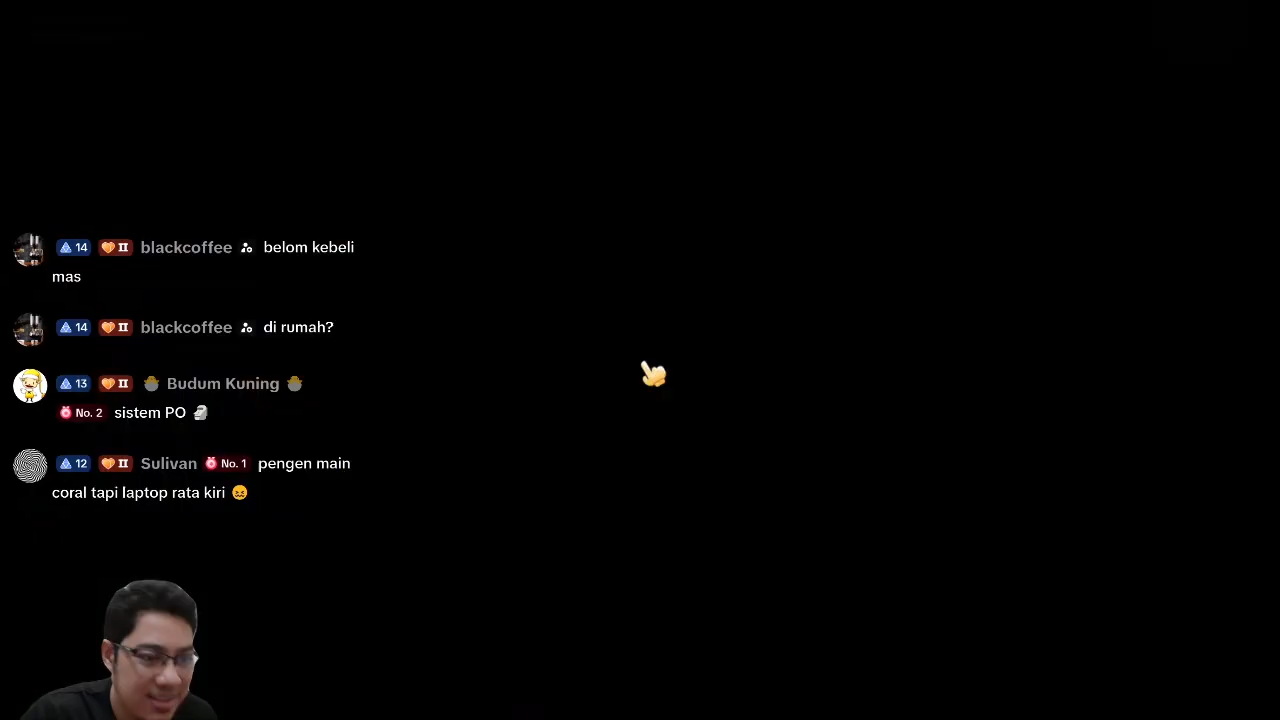 14 II blackcoffee belom kebeli
mas
14 II blackcoffee di rumah?
13 II Budum Kuning
No. 2 sistem PO 🗿
12 II Sulivan No. 1 pengen main
coral tapi laptop rata kiri 😖